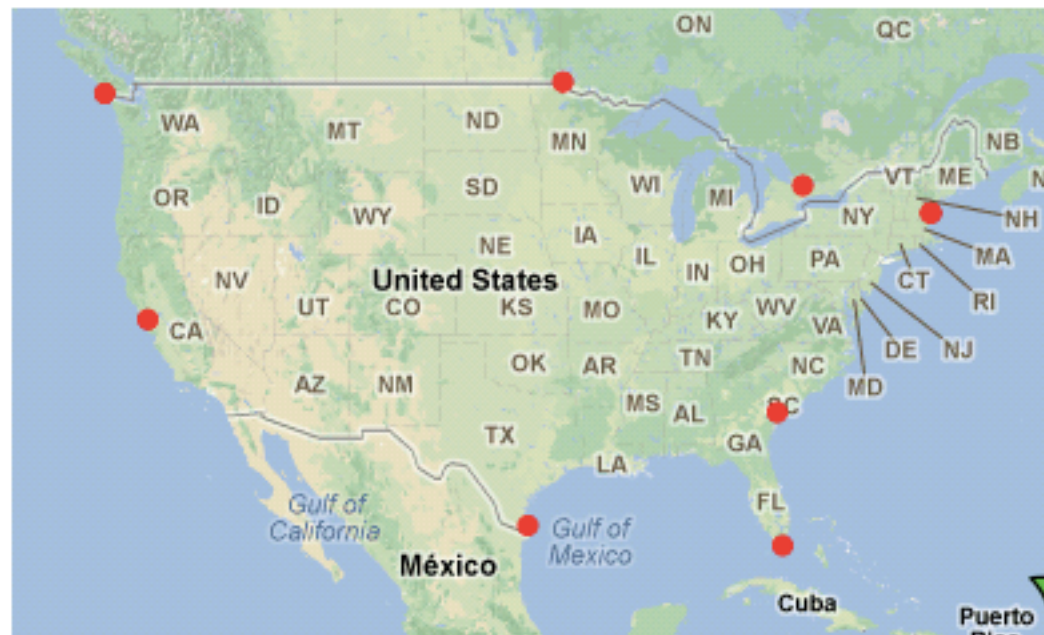 ON
QC
WA
MT
ND
MN
NB
OR
ID
WY
SD
WI
MI
VT
ME
N
NY
NH
NE
IA
IL
IN
OH
PA
MA
NV
UT
CO
United States
KS
MO
KY
WV
VA
CT
RI
CA
AZ
NM
OK
AR
TN
NC
DE
NJ
MD
TX
MS
AL
SC
GA
LA
FL
Gulf of
California
Gulf of
Mexico
México
Cuba
Puerto